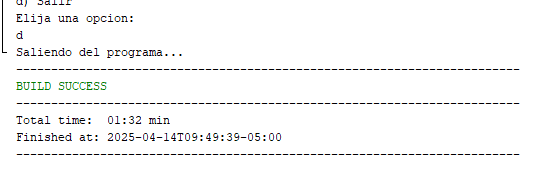 d) Salir
Elija una opcion:
d
Saliendo del programa...
------------------------------------------------------------------------
BUILD SUCCESS
------------------------------------------------------------------------
Total time:  01:32 min
Finished at: 2025-04-14T09:49:39-05:00
------------------------------------------------------------------------